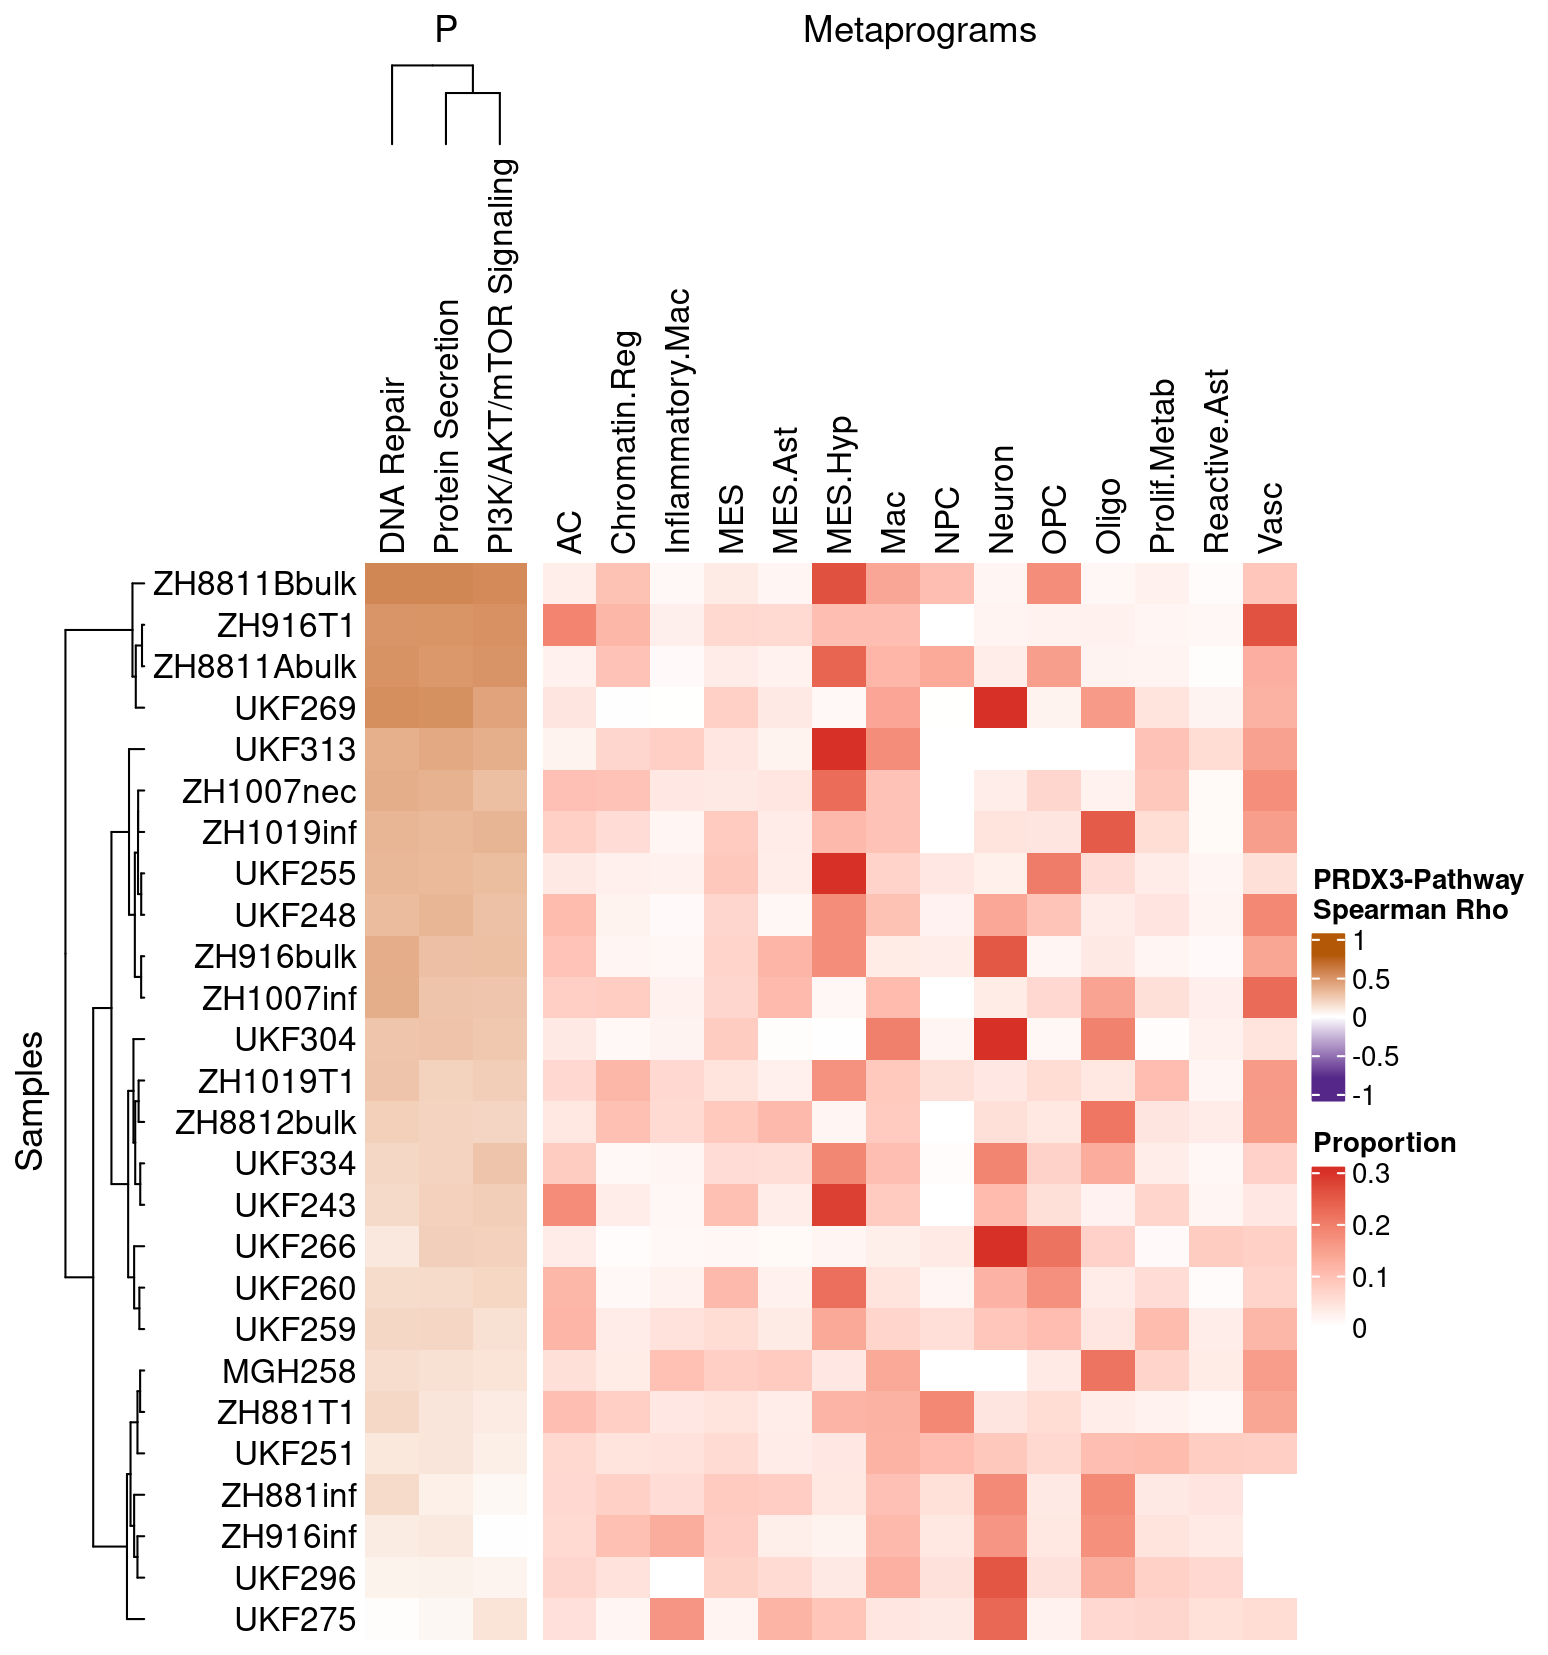 P
Metaprograms
DNA Repair
Protein Secretion
PI3K/AKT/mTOR Signaling
AC
Chromatin.Reg
Inflammatory.Mac
MES
MES.Ast
MES.Hyp
Mac
NPC
Neuron
OPC
Oligo
Prolif.Metab
Reactive.Ast
Vasc
Samples
ZH8811Bbulk
ZH916T1
ZH8811Abulk
UKF269
UKF313
ZH1007nec
ZH1019inf
UKF255
UKF248
ZH916bulk
ZH1007inf
UKF304
ZH1019T1
ZH8812bulk
UKF334
UKF243
UKF266
UKF260
UKF259
MGH258
ZH881T1
UKF251
ZH881inf
ZH916inf
UKF296
UKF275
PRDX3-Pathway
Spearman Rho
1
0.5
0
-0.5
-1
Proportion
0.3
0.2
0.1
0